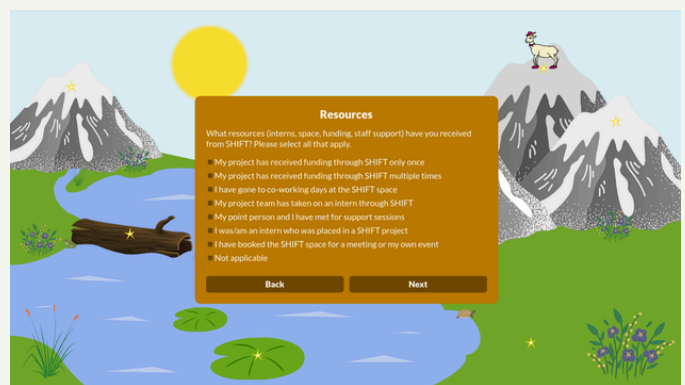 Resources
What resources (interns, space, funding, staff support) have you received
from SHIFT? Please select all that apply.
My project has received funding through SHIFT only once
My project has received funding through SHIFT multiple times
I have gone to co-working days at the SHIFT space
My project team has taken on an intern through SHIFT
My point person and I have met for support sessions
I was/am an intern who was placed in a SHIFT project
I have booked the SHIFT space for a meeting or my own event
Not applicable
Back
Next